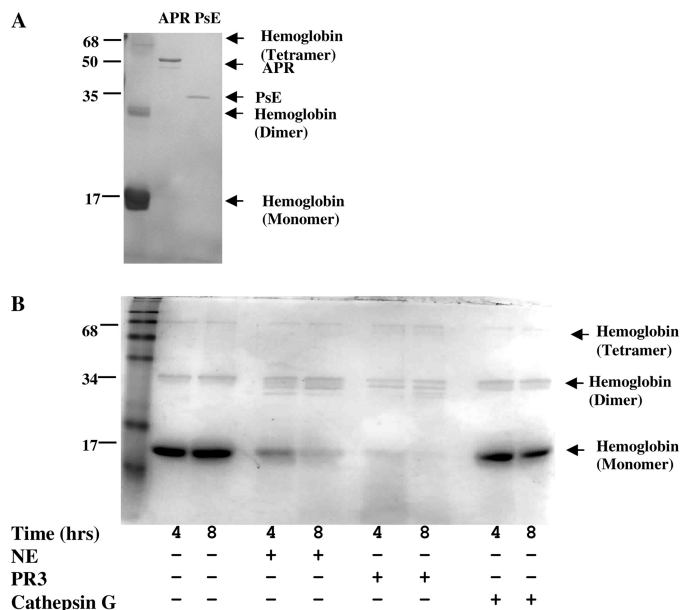 A
APR PsE
68
50
35
17
Hemoglobin
(Tetramer)
APR
PsE
Hemoglobin
(Dimer)
Hemoglobin
(Monomer)
B
68
34
17
Hemoglobin
(Tetramer)
Hemoglobin
(Dimer)
Hemoglobin
(Monomer)
Time (hrs) 4 8 4 8 4 8 4 8
NE − − + + − − − −
PR3 − − − − + + − −
Cathepsin G − − − − − − + +